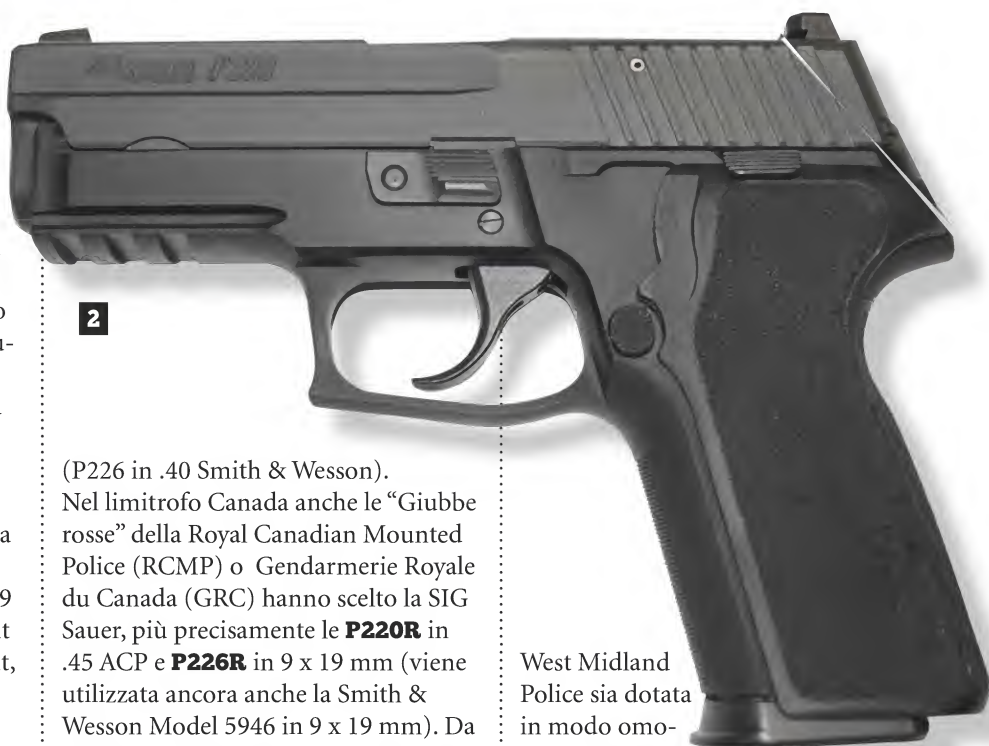 o
u-
a
9
t
t,
2
(P226 in .40 Smith & Wesson).
Nel limitrofo Canada anche le “Giubbe
rosse” della Royal Canadian Mounted
Police (RCMP) o Gendarmerie Royale
du Canada (GRC) hanno scelto la SIG
Sauer, più precisamente le P220R in
.45 ACP e P226R in 9 x 19 mm (viene
utilizzata ancora anche la Smith &
Wesson Model 5946 in 9 x 19 mm). Da
West Midland
Police sia dotata
in modo omo-